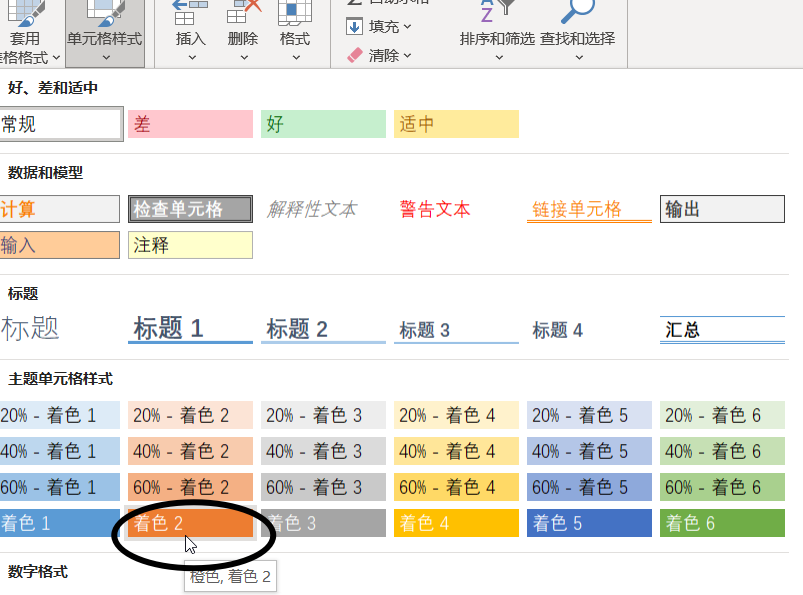 自动求和
填充
套用 单元格样式 插入 删除 格式 排序和筛选 查找和选择
表格格式 清除
好、差和适中
常规 差 好 适中
数据和模型
计算 检查单元格 解释性文本 警告文本 链接单元格 输出
输入 注释
标题
标题 标题 1 标题 2 标题 3 标题 4 汇总
主题单元格样式
20% - 着色 1 20% - 着色 2 20% - 着色 3 20% - 着色 4 20% - 着色 5 20% - 着色 6
40% - 着色 1 40% - 着色 2 40% - 着色 3 40% - 着色 4 40% - 着色 5 40% - 着色 6
60% - 着色 1 60% - 着色 2 60% - 着色 3 60% - 着色 4 60% - 着色 5 60% - 着色 6
着色 1 着色 2 着色 3 着色 4 着色 5 着色 6
数字格式
橙色, 着色 2